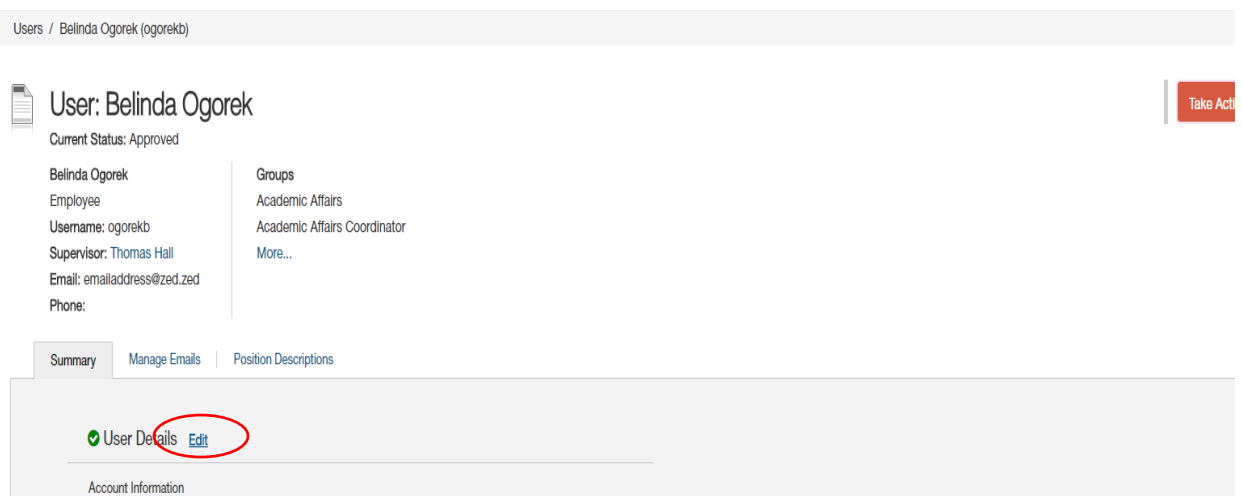 Users / Belinda Ogorek (ogorekb)
User: Belinda Ogorek
Take Acti
Current Status: Approved
Belinda Ogorek
Employee
Username: ogorekb
Supervisor: Thomas Hall
Email: emailaddress@zed.zed
Phone:
Groups
Academic Affairs
Academic Affairs Coordinator
More...
Summary Manage Emails Position Descriptions
User Details Edit
Account Information